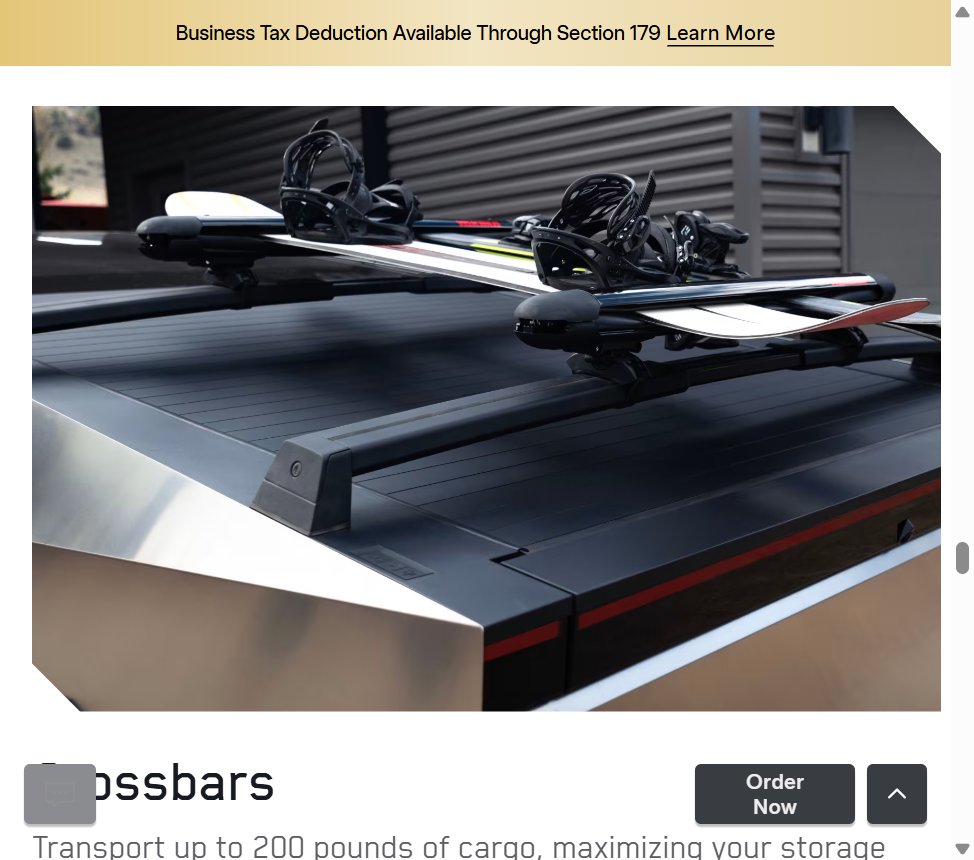 Business Tax Deduction Available Through Section 179 Learn More
ossbars
Order
Now
Transport up to 200 pounds of cargo, maximizing your storage